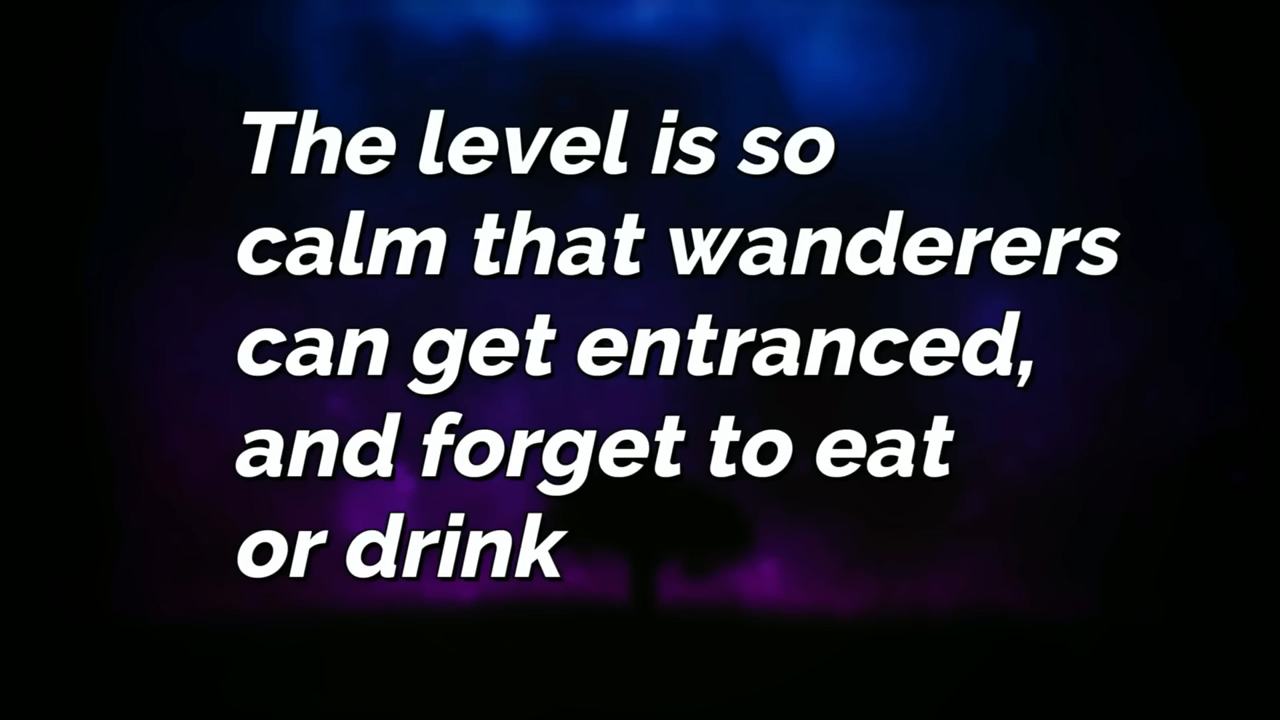 The level is so
calm that wanderers
can get entranced,
and forget to eat
or drink